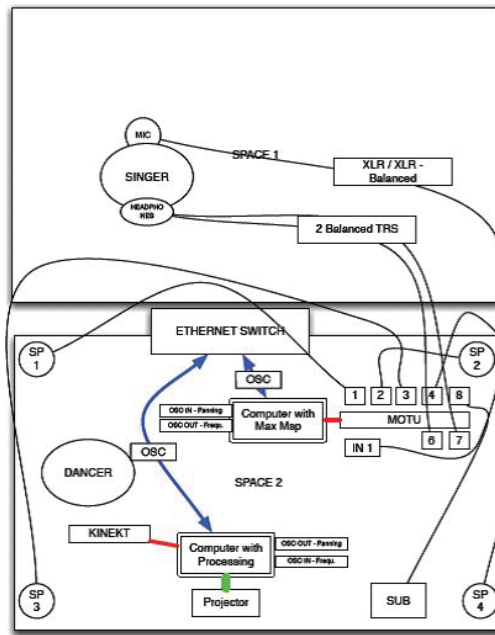 MIC
SPACE 1
SINGER
XLR / XLR -
Balanced
HEADPHO
NES
2 Balanced TRS
ETHERNET SWITCH
SP
1
SP
2
OSC
1
2
3
4
8
OSC IN - Panning
OSC OUT - Frequ.
Computer with
Max Map
MOTU
6
7
IN 1
OSC
DANCER
SPACE 2
KINEKT
Computer with
Processing
OSC OUT - Panning
OSC IN - Frequ.
Projector
SP
3
SUB
SP
4